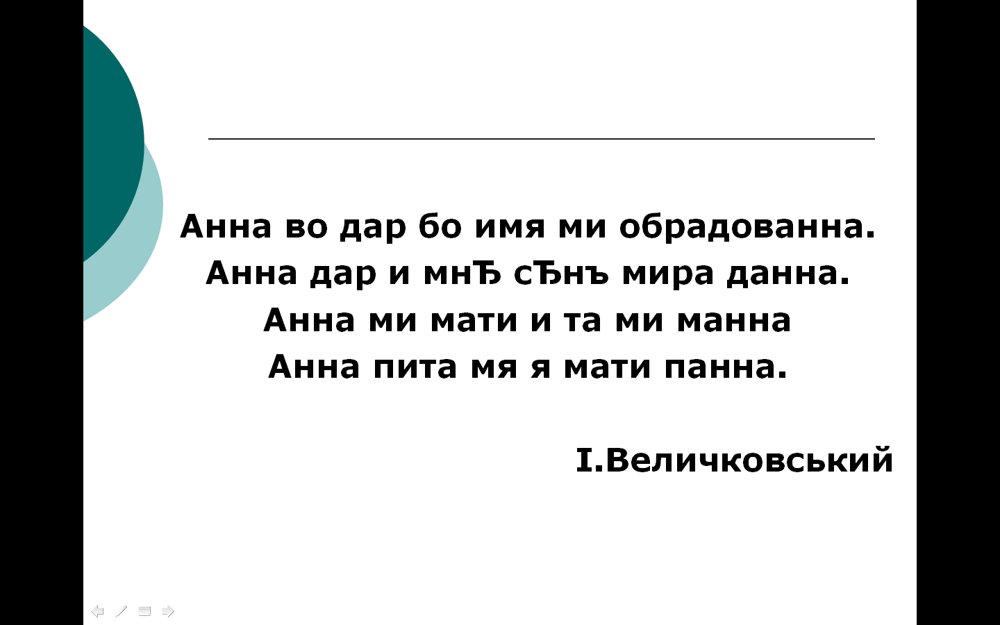 Анна во дар бо имя ми обрадованна.
Анна дар и мнЂ сЂнъ мира данна.
Анна ми мати и та ми манна
Анна пита мя я мати панна.
І.Величковський